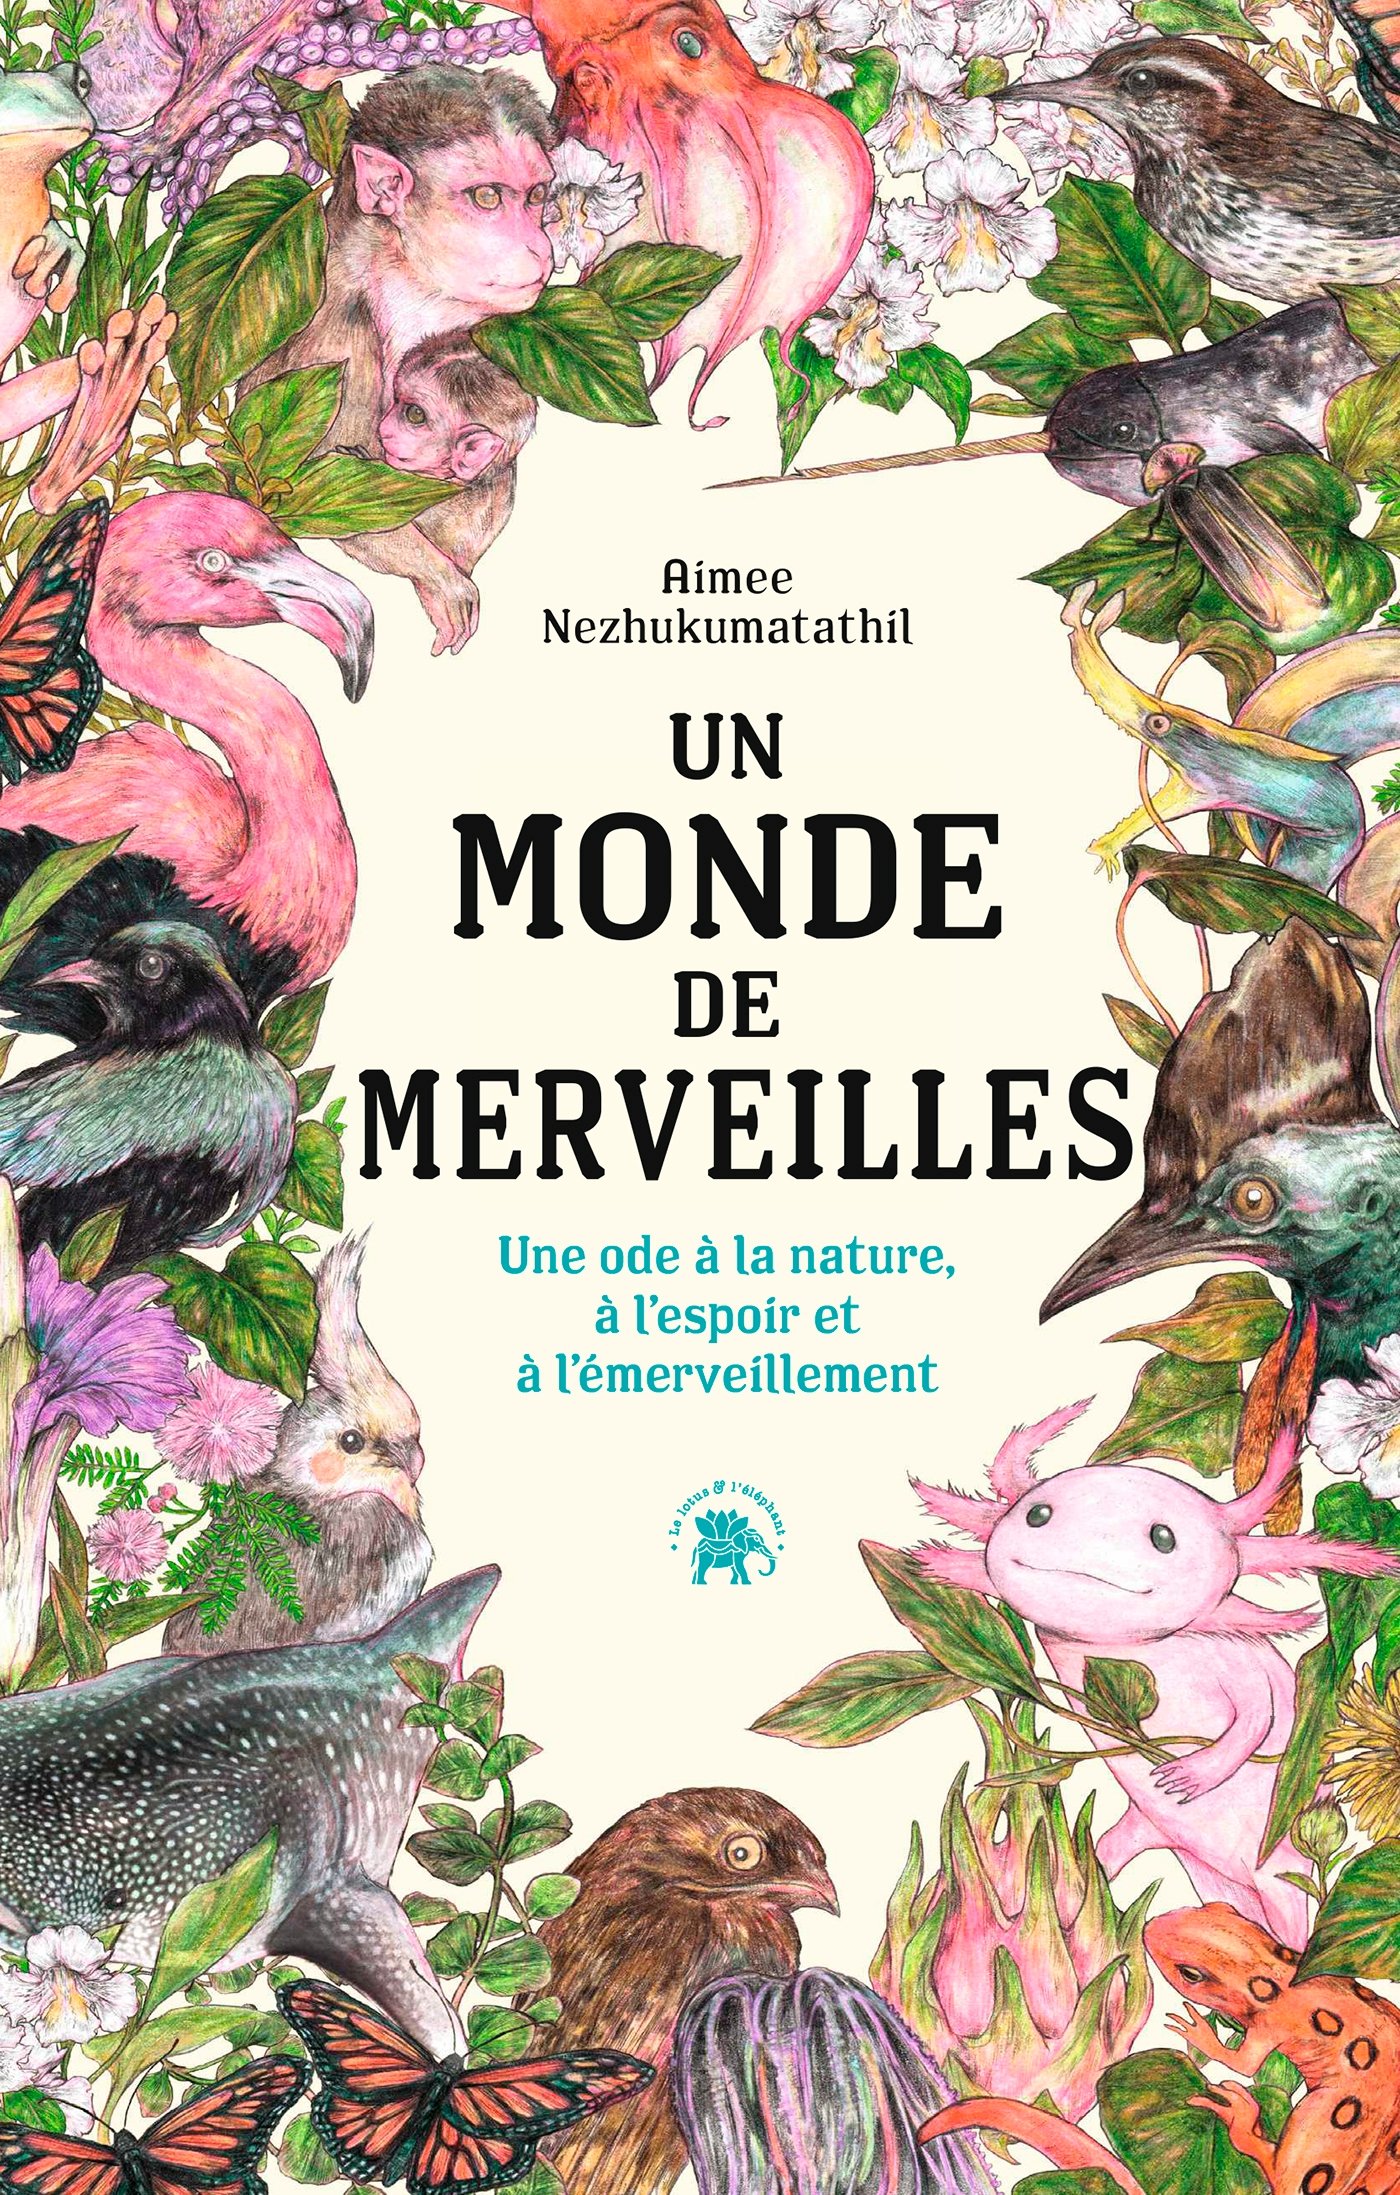 Aimee
Nezhukumatathil
UN
MONDE
DE
MERVEILLES
Une ode à la nature,
à l'espoir et
à l'émerveillement
Le lotus & l'éléphant